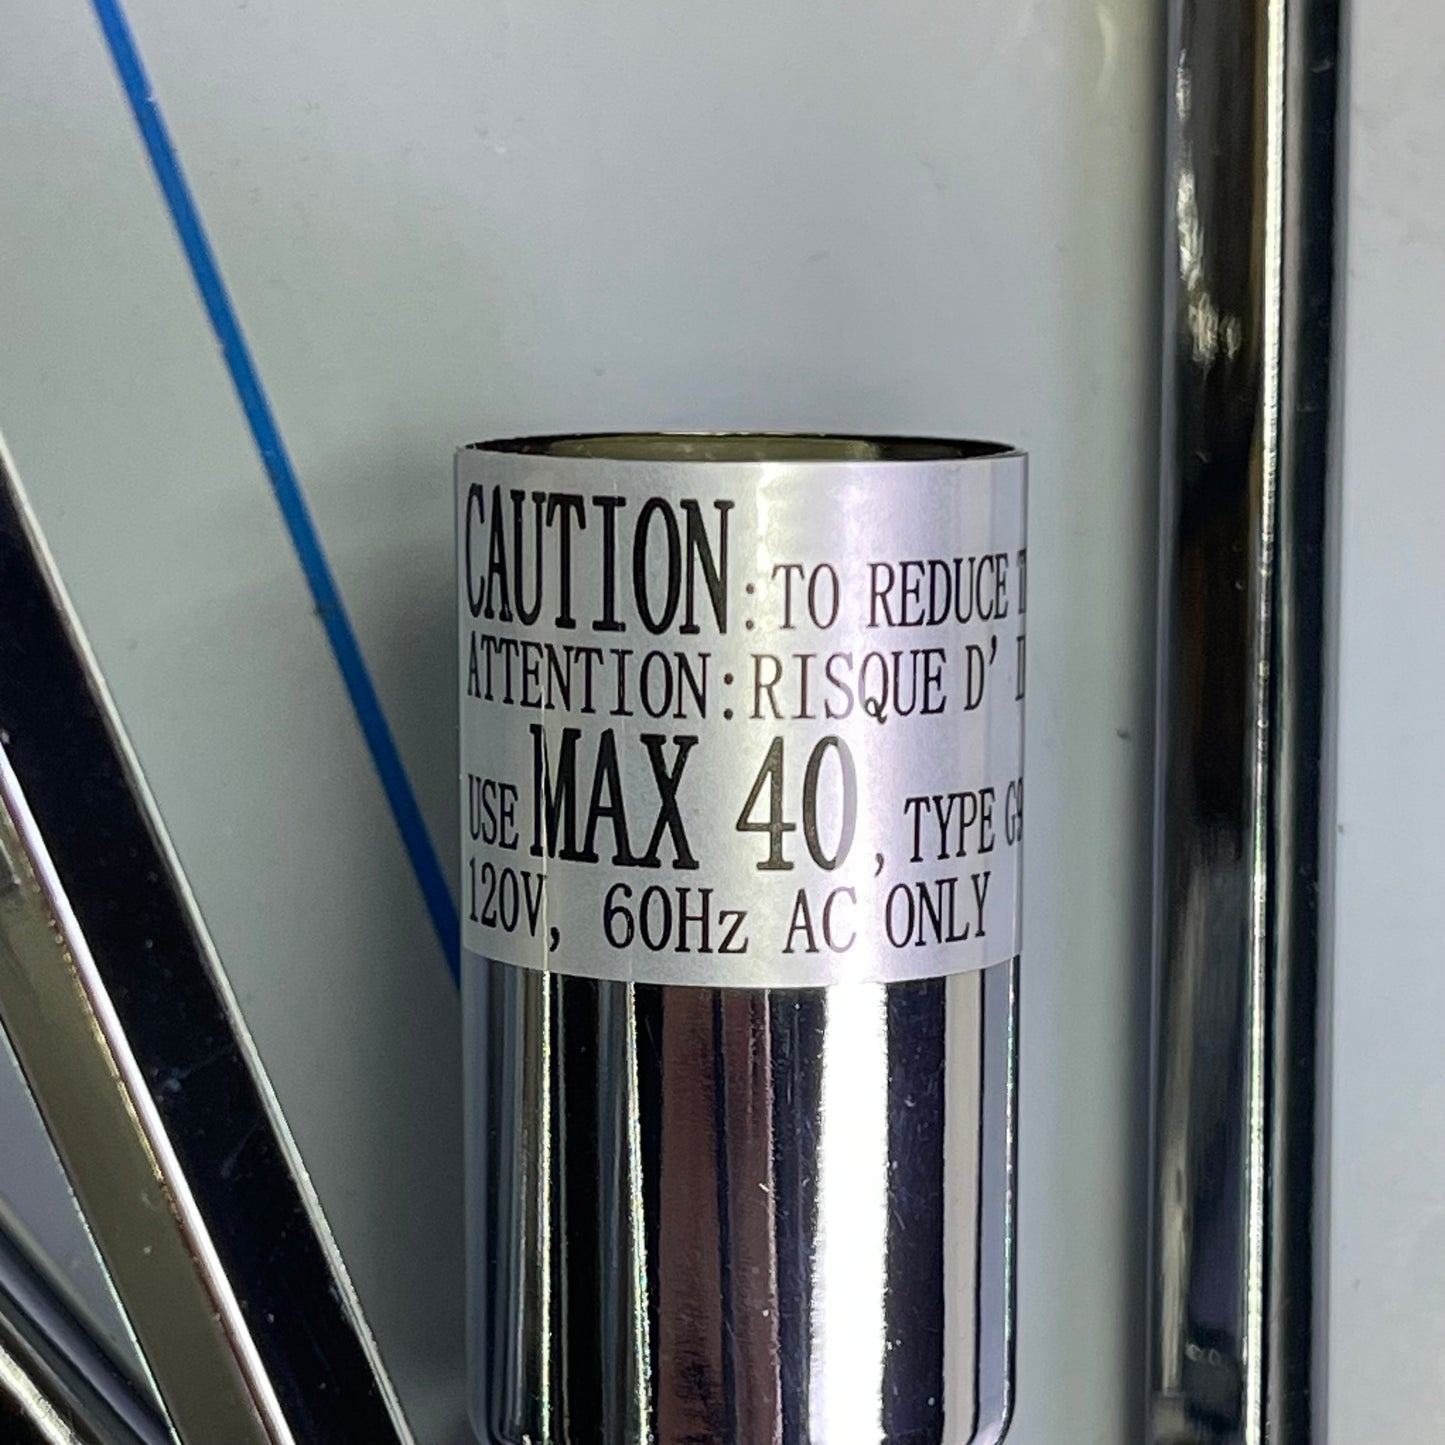 CAUTION:TO REDUCE
ATTENTION:RISQUE D'
USE MAX 40, TYPE
120V, 60Hz AC ONLY